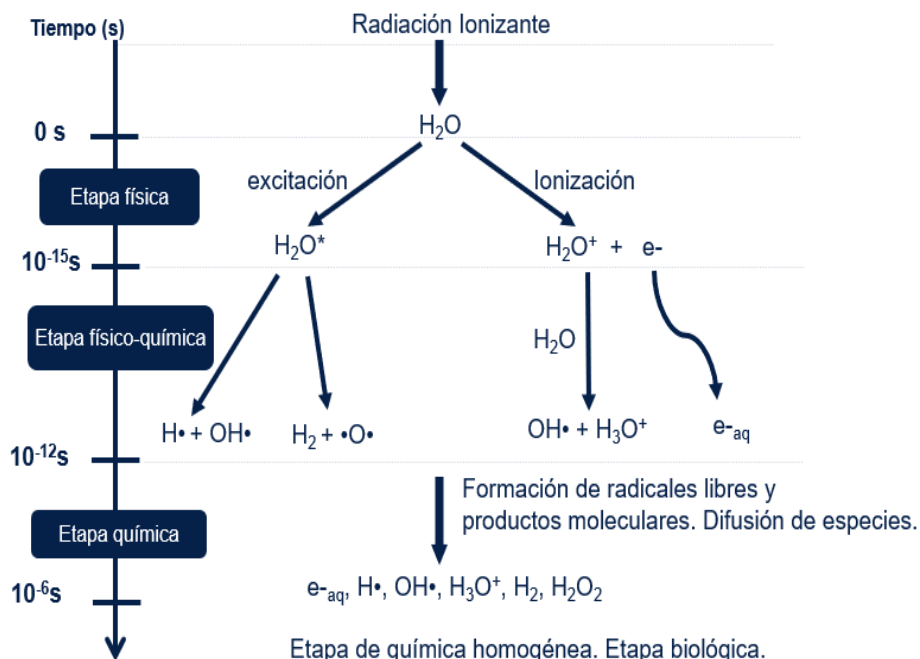 Tiempo (s)
Radiación Ionizante
0 s
H₂O
excitación
Ionización
Etapa física
H₂O*
H₂O⁺ + e-
10⁻¹⁵s
Etapa físico-química
H₂O
H• + OH•
H₂ + •O•
OH• + H₃O⁺
e-aq
10⁻¹²s
Formación de radicales libres y
productos moleculares. Difusión de especies.
Etapa química
10⁻⁶s
e-aq, H•, OH•, H₃O⁺, H₂, H₂O₂
Etapa de química homogénea. Etapa biológica.